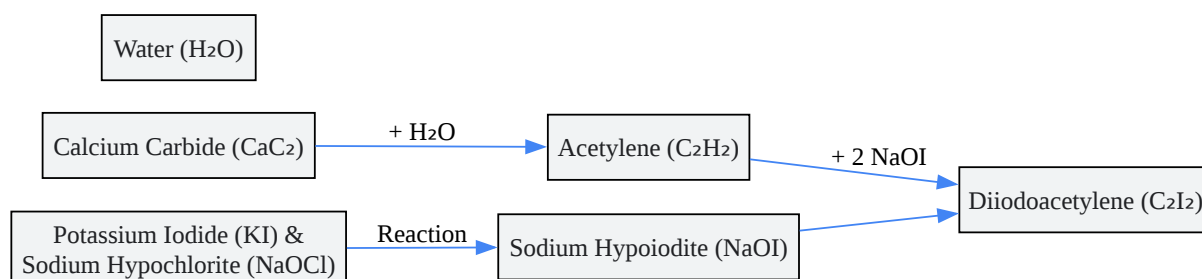 Water (H₂O)
Calcium Carbide (CaC₂)
+ H₂O
Acetylene (C₂H₂)
+ 2 NaOI
Diiodoacetylene (C₂I₂)
Potassium Iodide (KI) &
Sodium Hypochlorite (NaOCl)
Reaction
Sodium Hypoiodite (NaOI)